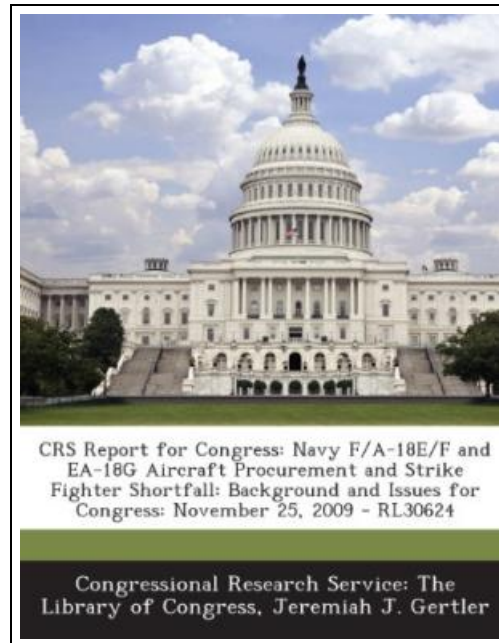 CRS Report for Congress: Navy F/A-18E/F and
EA-18G Aircraft Procurement and Strike
Fighter Shortfall: Background and Issues for
Congress: November 25, 2009 - RL30624
Congressional Research Service: The
Library of Congress, Jeremiah J. Gertler